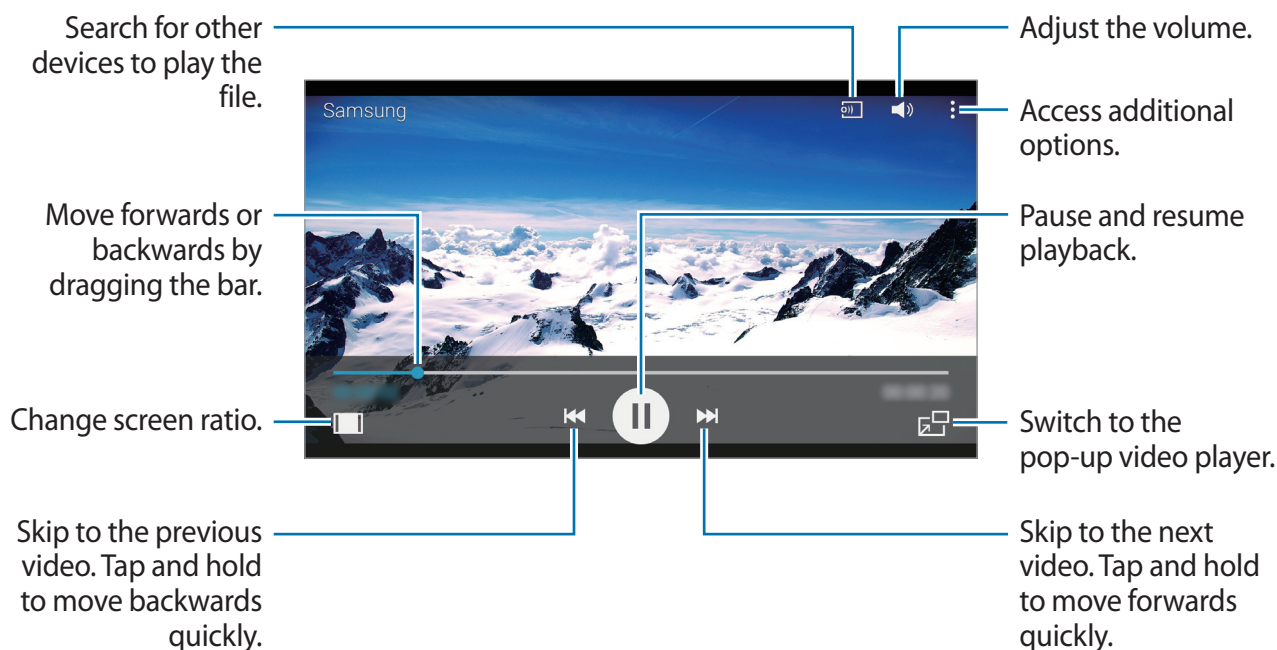 Search for other
devices to play the
file.
Adjust the volume.
Samsung
Access additional
options.
Move forwards or
backwards by
dragging the bar.
Pause and resume
playback.
Change screen ratio.
Switch to the
pop-up video player.
Skip to the previous
video. Tap and hold
to move backwards
quickly.
Skip to the next
video. Tap and hold
to move forwards
quickly.